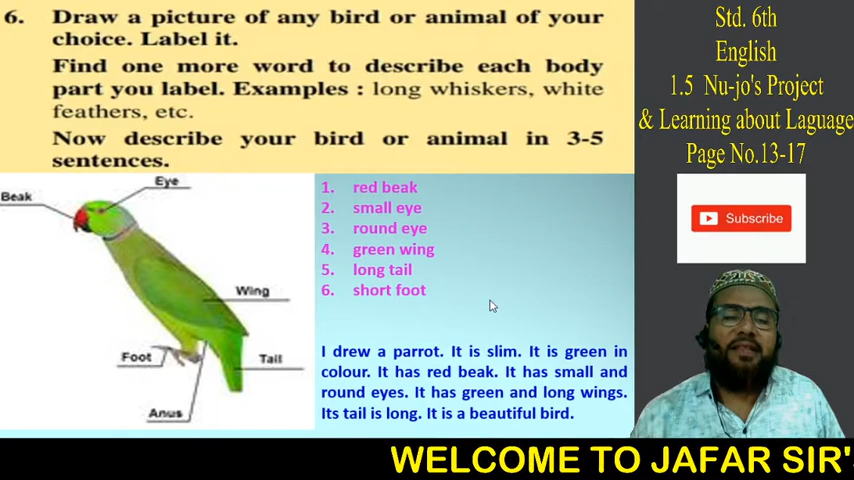 6. Draw a picture of any bird or animal of your
choice. Label it.
Find one more word to describe each body
part you label. Examples : long whiskers, white
feathers, etc.
Now describe your bird or animal in 3-5
sentences.
Eye
Beak
Wing
Foot
Tail
Anus
1. red beak
2. small eye
3. round eye
4. green wing
5. long tail
6. short foot
I drew a parrot. It is slim. It is green in
colour. It has red beak. It has small and
round eyes. It has green and long wings.
Its tail is long. It is a beautiful bird.
Std. 6th
English
1.5 Nu-jo's Project
& Learning about Laguage
Page No.13-17
Subscribe
WELCOME TO JAFAR SIR'S